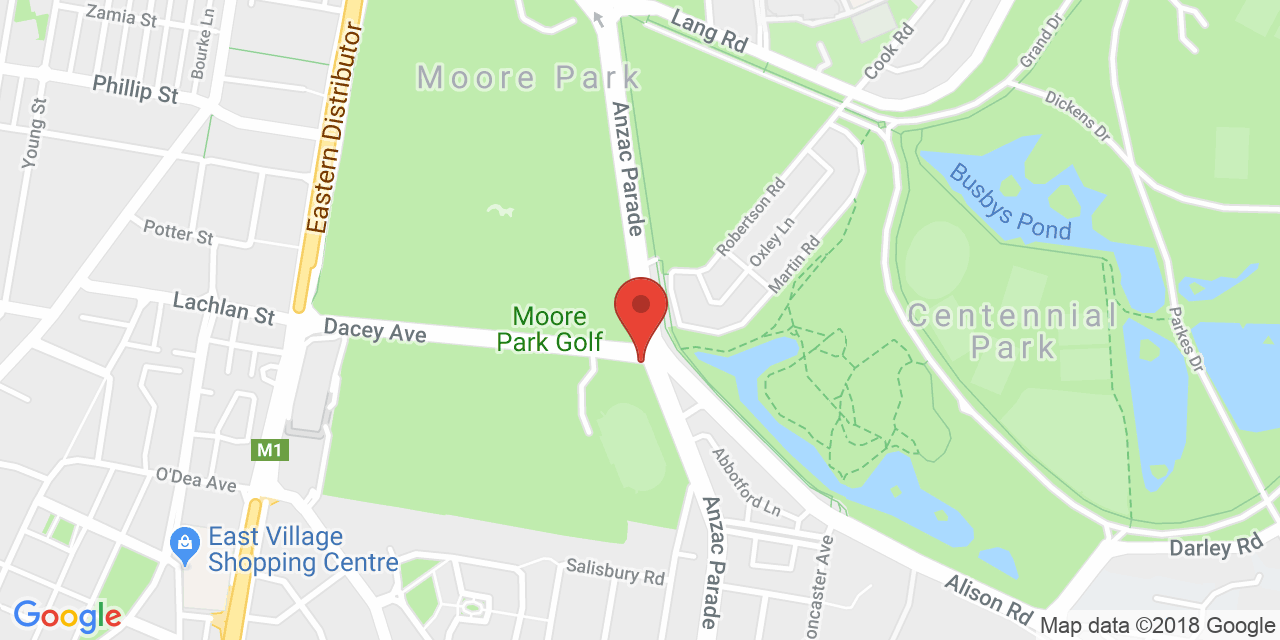 Zamia St
Bourke Ln
Phillip St
Young St
Eastern Distributor
Moore Park
Lang Rd
Cook Rd
Grand Dr
Dickens Dr
Anzac Parade
Busbys Pond
Potter St
Robertson Rd
Oxley Ln
Martin Rd
Lachlan St
Dacey Ave
Moore
Park Golf
Centennial
Park
Parkes Dr
M1
O'Dea Ave
Abbotford Ln
East Village
Shopping Centre
Salisbury Rd
Anzac Parade
oncaster Ave
Alison Rd
Darley Rd
Google
Map data ©2018 Google